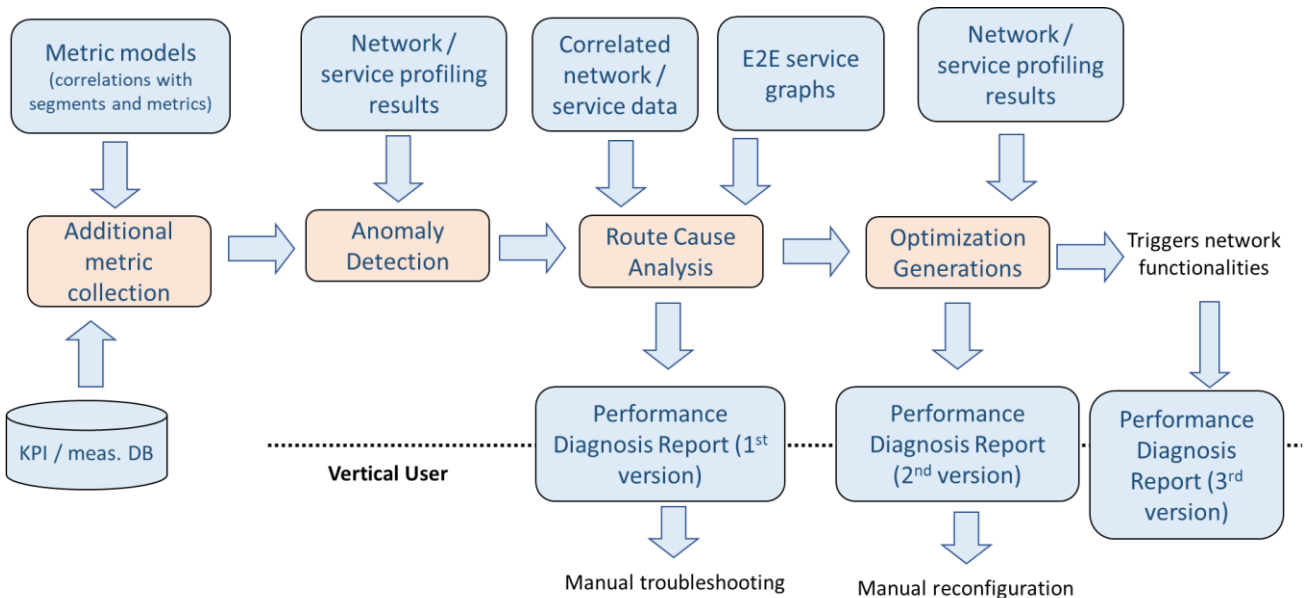 Metric models
(correlations with
segments and metrics)
Network /
service profiling
results
Correlated
network /
service data
E2E service
graphs
Network /
service profiling
results
Additional
metric
collection
Anomaly
Detection
Route Cause
Analysis
Optimization
Generations
Triggers network
functionalities
KPI / meas. DB
Vertical User
Performance
Diagnosis Report (1st
version)
Performance
Diagnosis Report
(2nd version)
Performance
Diagnosis
Report (3rd
version)
Manual troubleshooting
Manual reconfiguration